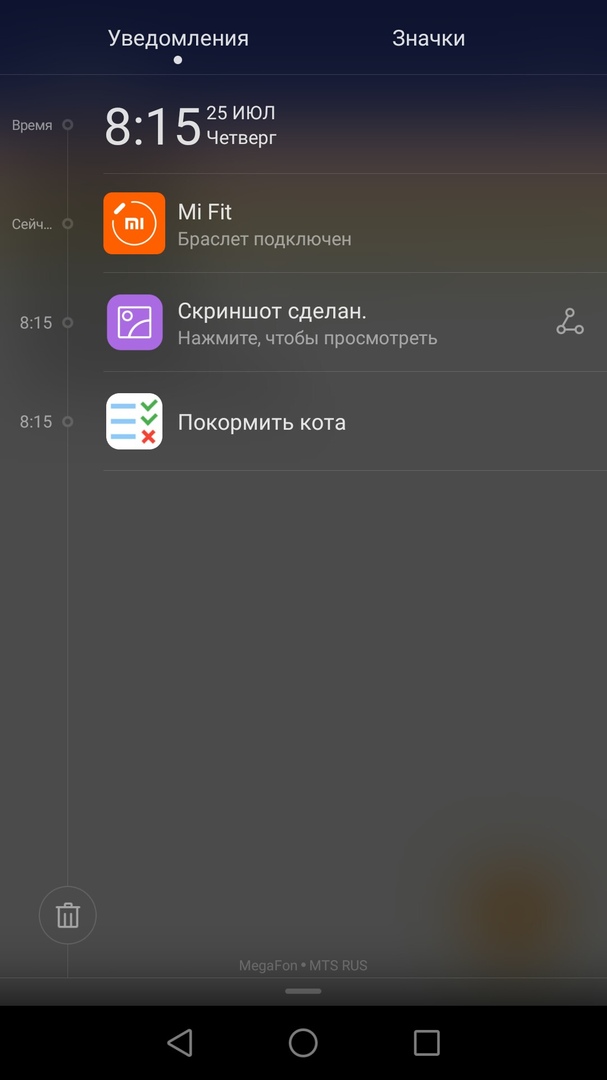 Уведомления
Значки
Время
8:15
25 ИЮЛ
Четверг
Сейч...
mi
Mi Fit
Браслет подключен
8:15
Скриншот сделан.
Нажмите, чтобы просмотреть
8:15
Покормить кота
MegaFon • MTS RUS